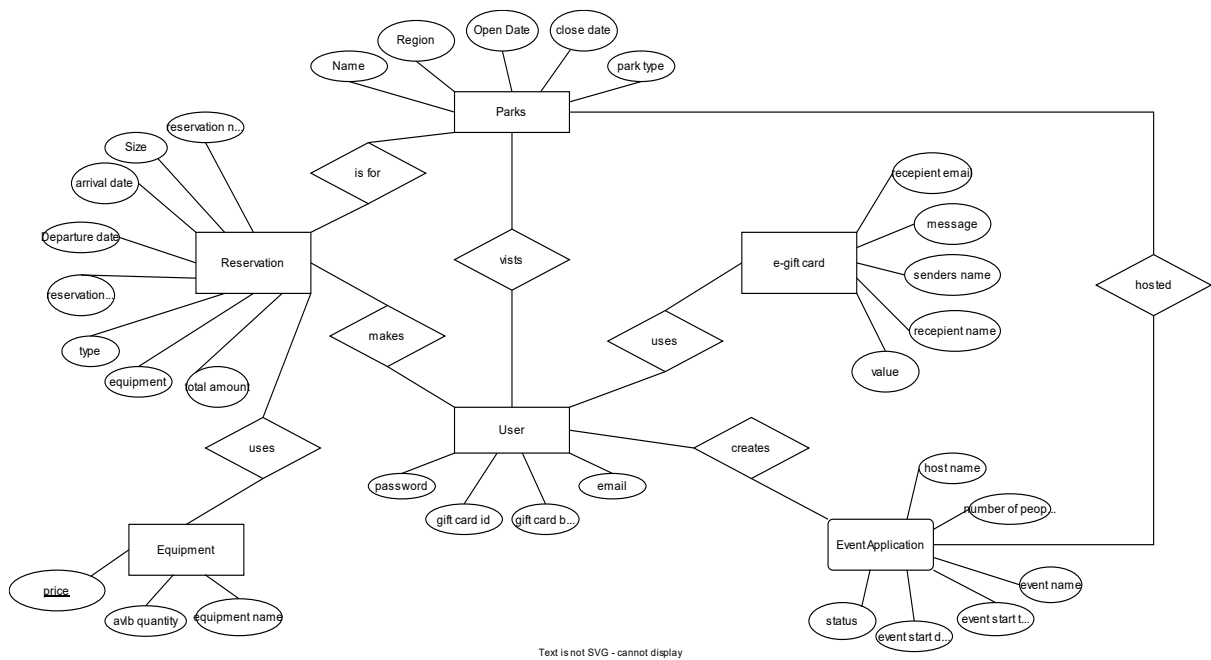 Open Date
close date
Region
Name
park type
Parks
reservation n...
Size
is for
arrival date
recepient email
message
Departure date
Reservation
vists
e-gift card
senders name
hosted
reservation...
recepient name
makes
uses
type
value
equipment
total amount
User
uses
creates
host name
password
email
gift card id
gift card b...
number of peop...
Equipment
Event Application
price
avlb quantity
equipment name
event name
status
event start t...
event start d...
Text is not SVG - cannot display